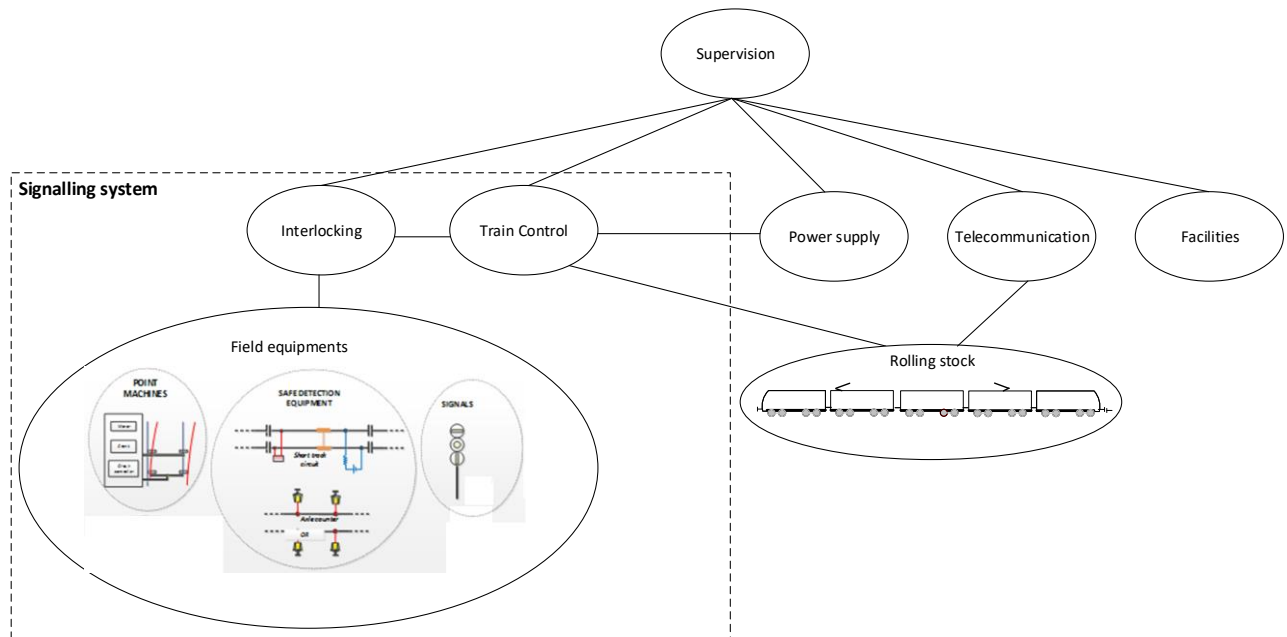 Supervision
Signalling system
Interlocking
Train Control
Power supply
Telecommunication
Facilities
Field equipments
Rolling stock
POINT
MACHINES
SAFE DETECTION
EQUIPMENT
SIGNALS
Short track
circuit
Axle counter
OR